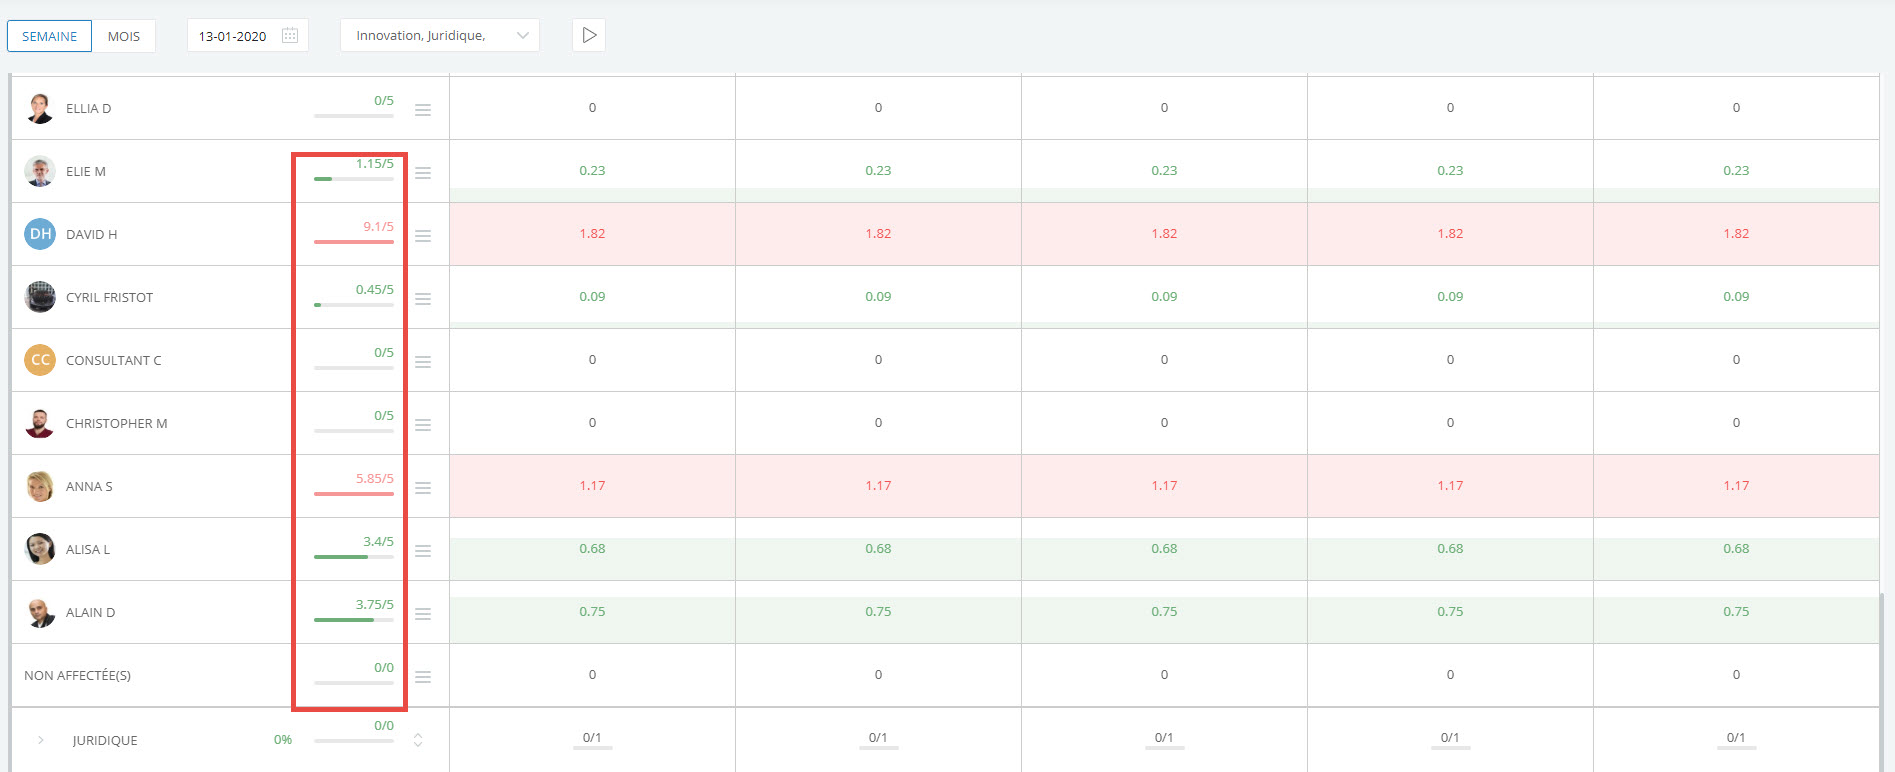 SEMAINE MOIS 13-01-2020 Innovation, Juridique,
ELLIA D 0/5 0 0 0 0 0
ELIE M 1.15/5 0.23 0.23 0.23 0.23 0.23
DH DAVID H 9.1/5 1.82 1.82 1.82 1.82 1.82
CYRIL FRISTOT 0.45/5 0.09 0.09 0.09 0.09 0.09
CC CONSULTANT C 0/5 0 0 0 0 0
CHRISTOPHER M 0/5 0 0 0 0 0
ANNA S 5.85/5 1.17 1.17 1.17 1.17 1.17
ALISA L 3.4/5 0.68 0.68 0.68 0.68 0.68
ALAIN D 3.75/5 0.75 0.75 0.75 0.75 0.75
NON AFFECTÉE(S) 0/0 0 0 0 0 0
JURIDIQUE 0% 0/0 0/1 0/1 0/1 0/1 0/1